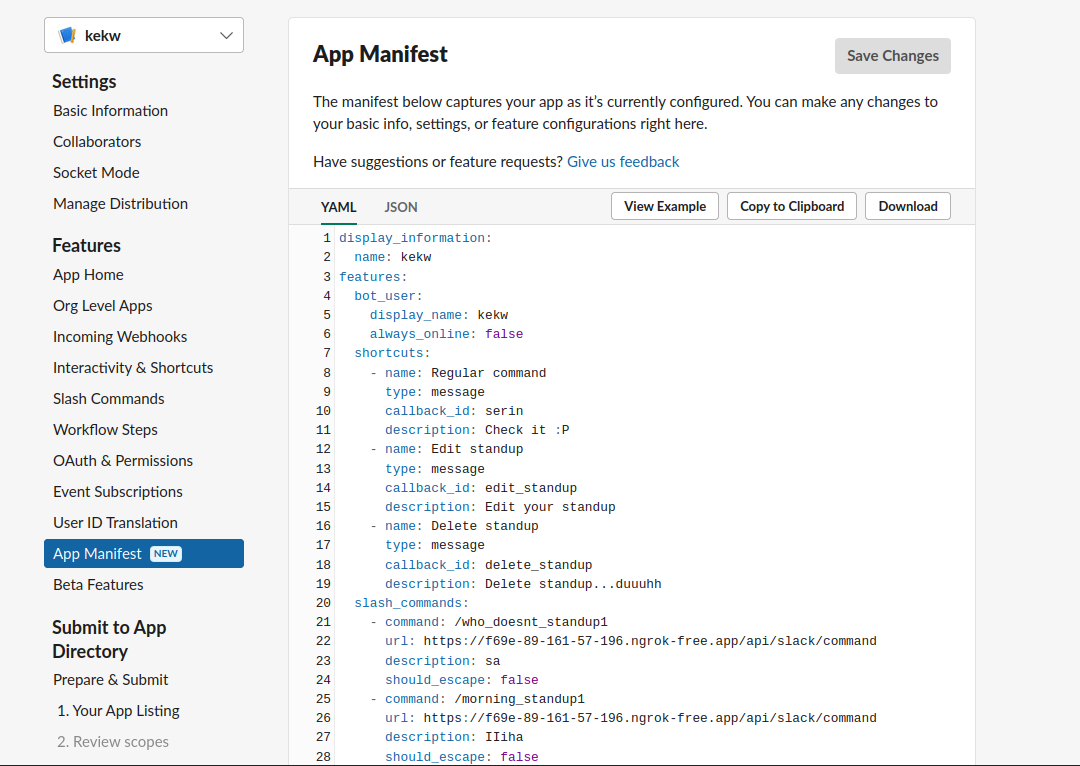 kekw
Settings
Basic Information
Collaborators
Socket Mode
Manage Distribution
Features
App Home
Org Level Apps
Incoming Webhooks
Interactivity & Shortcuts
Slash Commands
Workflow Steps
OAuth & Permissions
Event Subscriptions
User ID Translation
App Manifest NEW
Beta Features
Submit to App
Directory
Prepare & Submit
1. Your App Listing
2. Review scopes
App Manifest
Save Changes
The manifest below captures your app as it's currently configured. You can make any changes to
your basic info, settings, or feature configurations right here.
Have suggestions or feature requests? Give us feedback
YAML JSON View Example Copy to Clipboard Download
1 display_information:
2   name: kekw
3 features:
4   bot_user:
5     display_name: kekw
6     always_online: false
7   shortcuts:
8     - name: Regular command
9       type: message
10       callback_id: serin
11       description: Check it :P
12     - name: Edit standup
13       type: message
14       callback_id: edit_standup
15       description: Edit your standup
16     - name: Delete standup
17       type: message
18       callback_id: delete_standup
19       description: Delete standup...duuuhh
20   slash_commands:
21     - command: /who_doesnt_standup1
22       url: https://f69e-89-161-57-196.ngrok-free.app/api/slack/command
23       description: sa
24       should_escape: false
25     - command: /morning_standup1
26       url: https://f69e-89-161-57-196.ngrok-free.app/api/slack/command
27       description: IIiha
28       should_escape: false